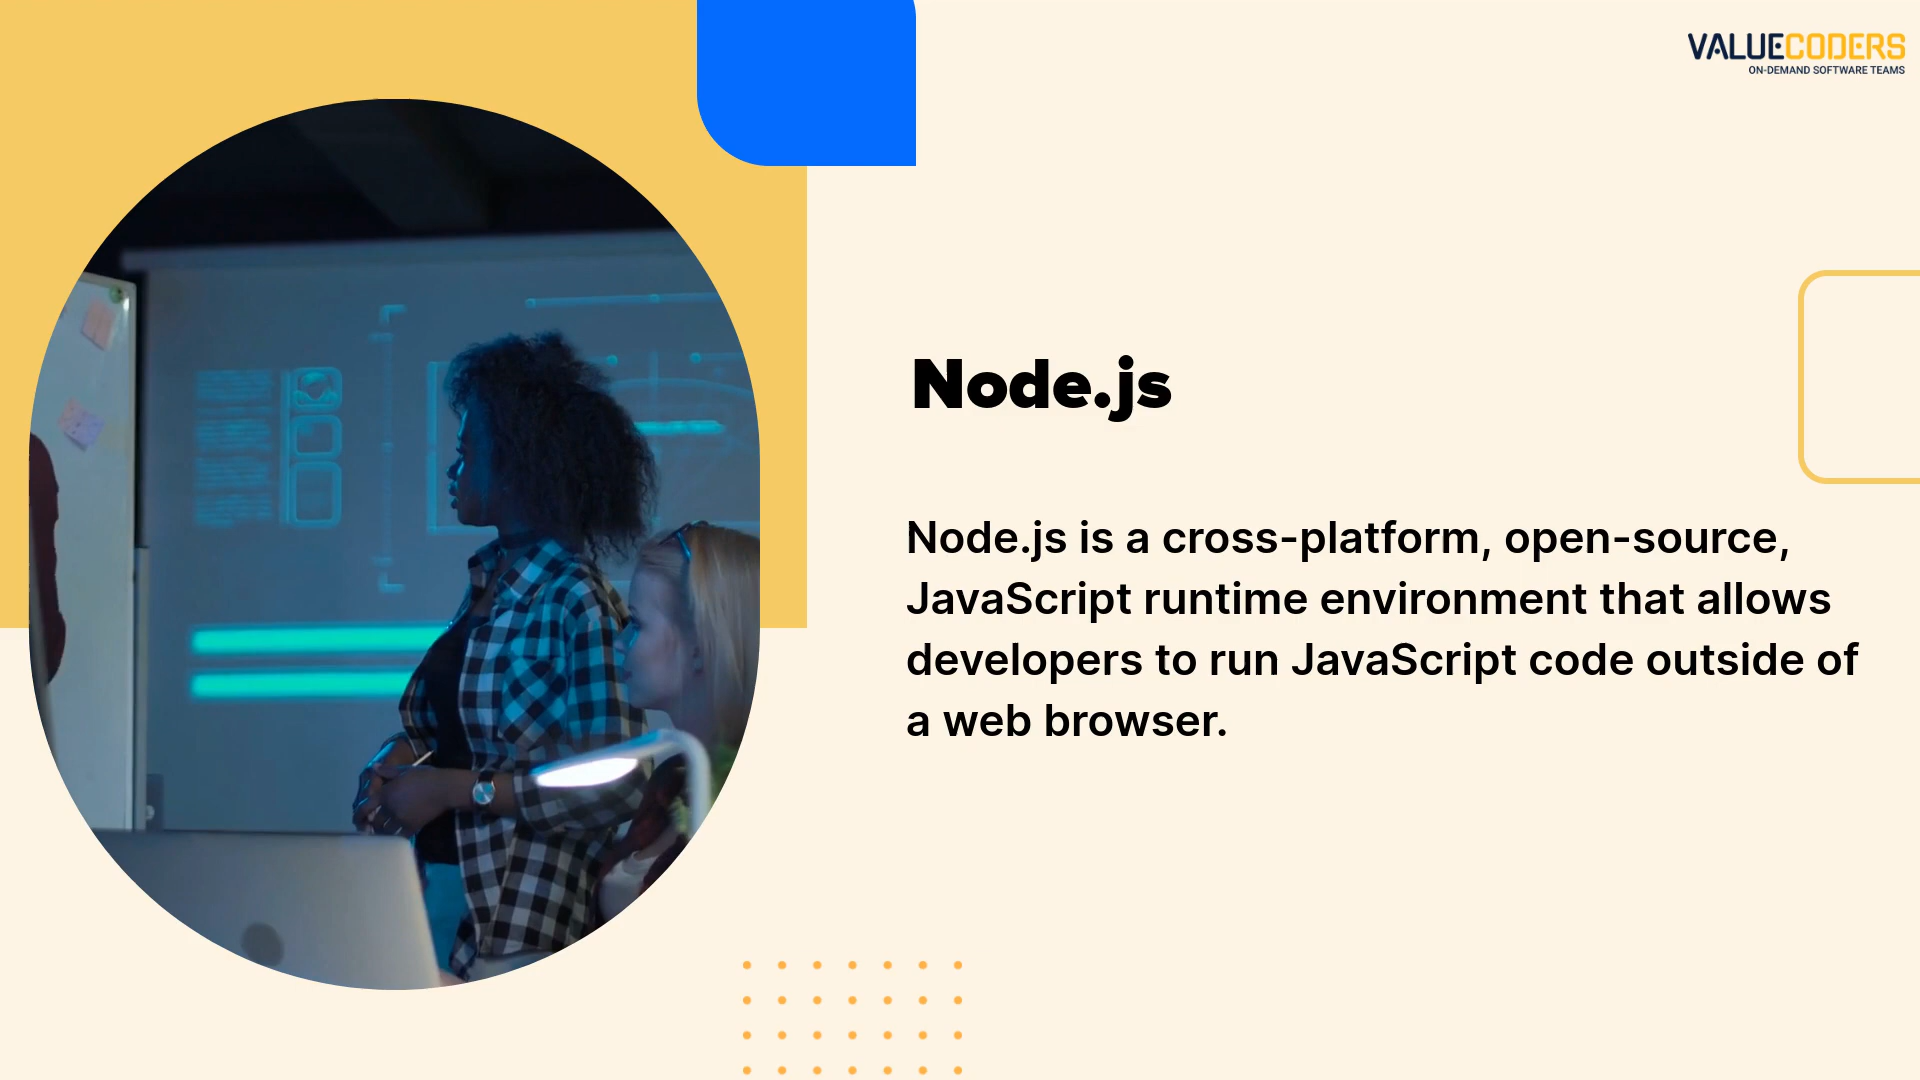 VALUECODERS
ON-DEMAND SOFTWARE TEAMS
Node.js
Node.js is a cross-platform, open-source,
JavaScript runtime environment that allows
developers to run JavaScript code outside of
a web browser.